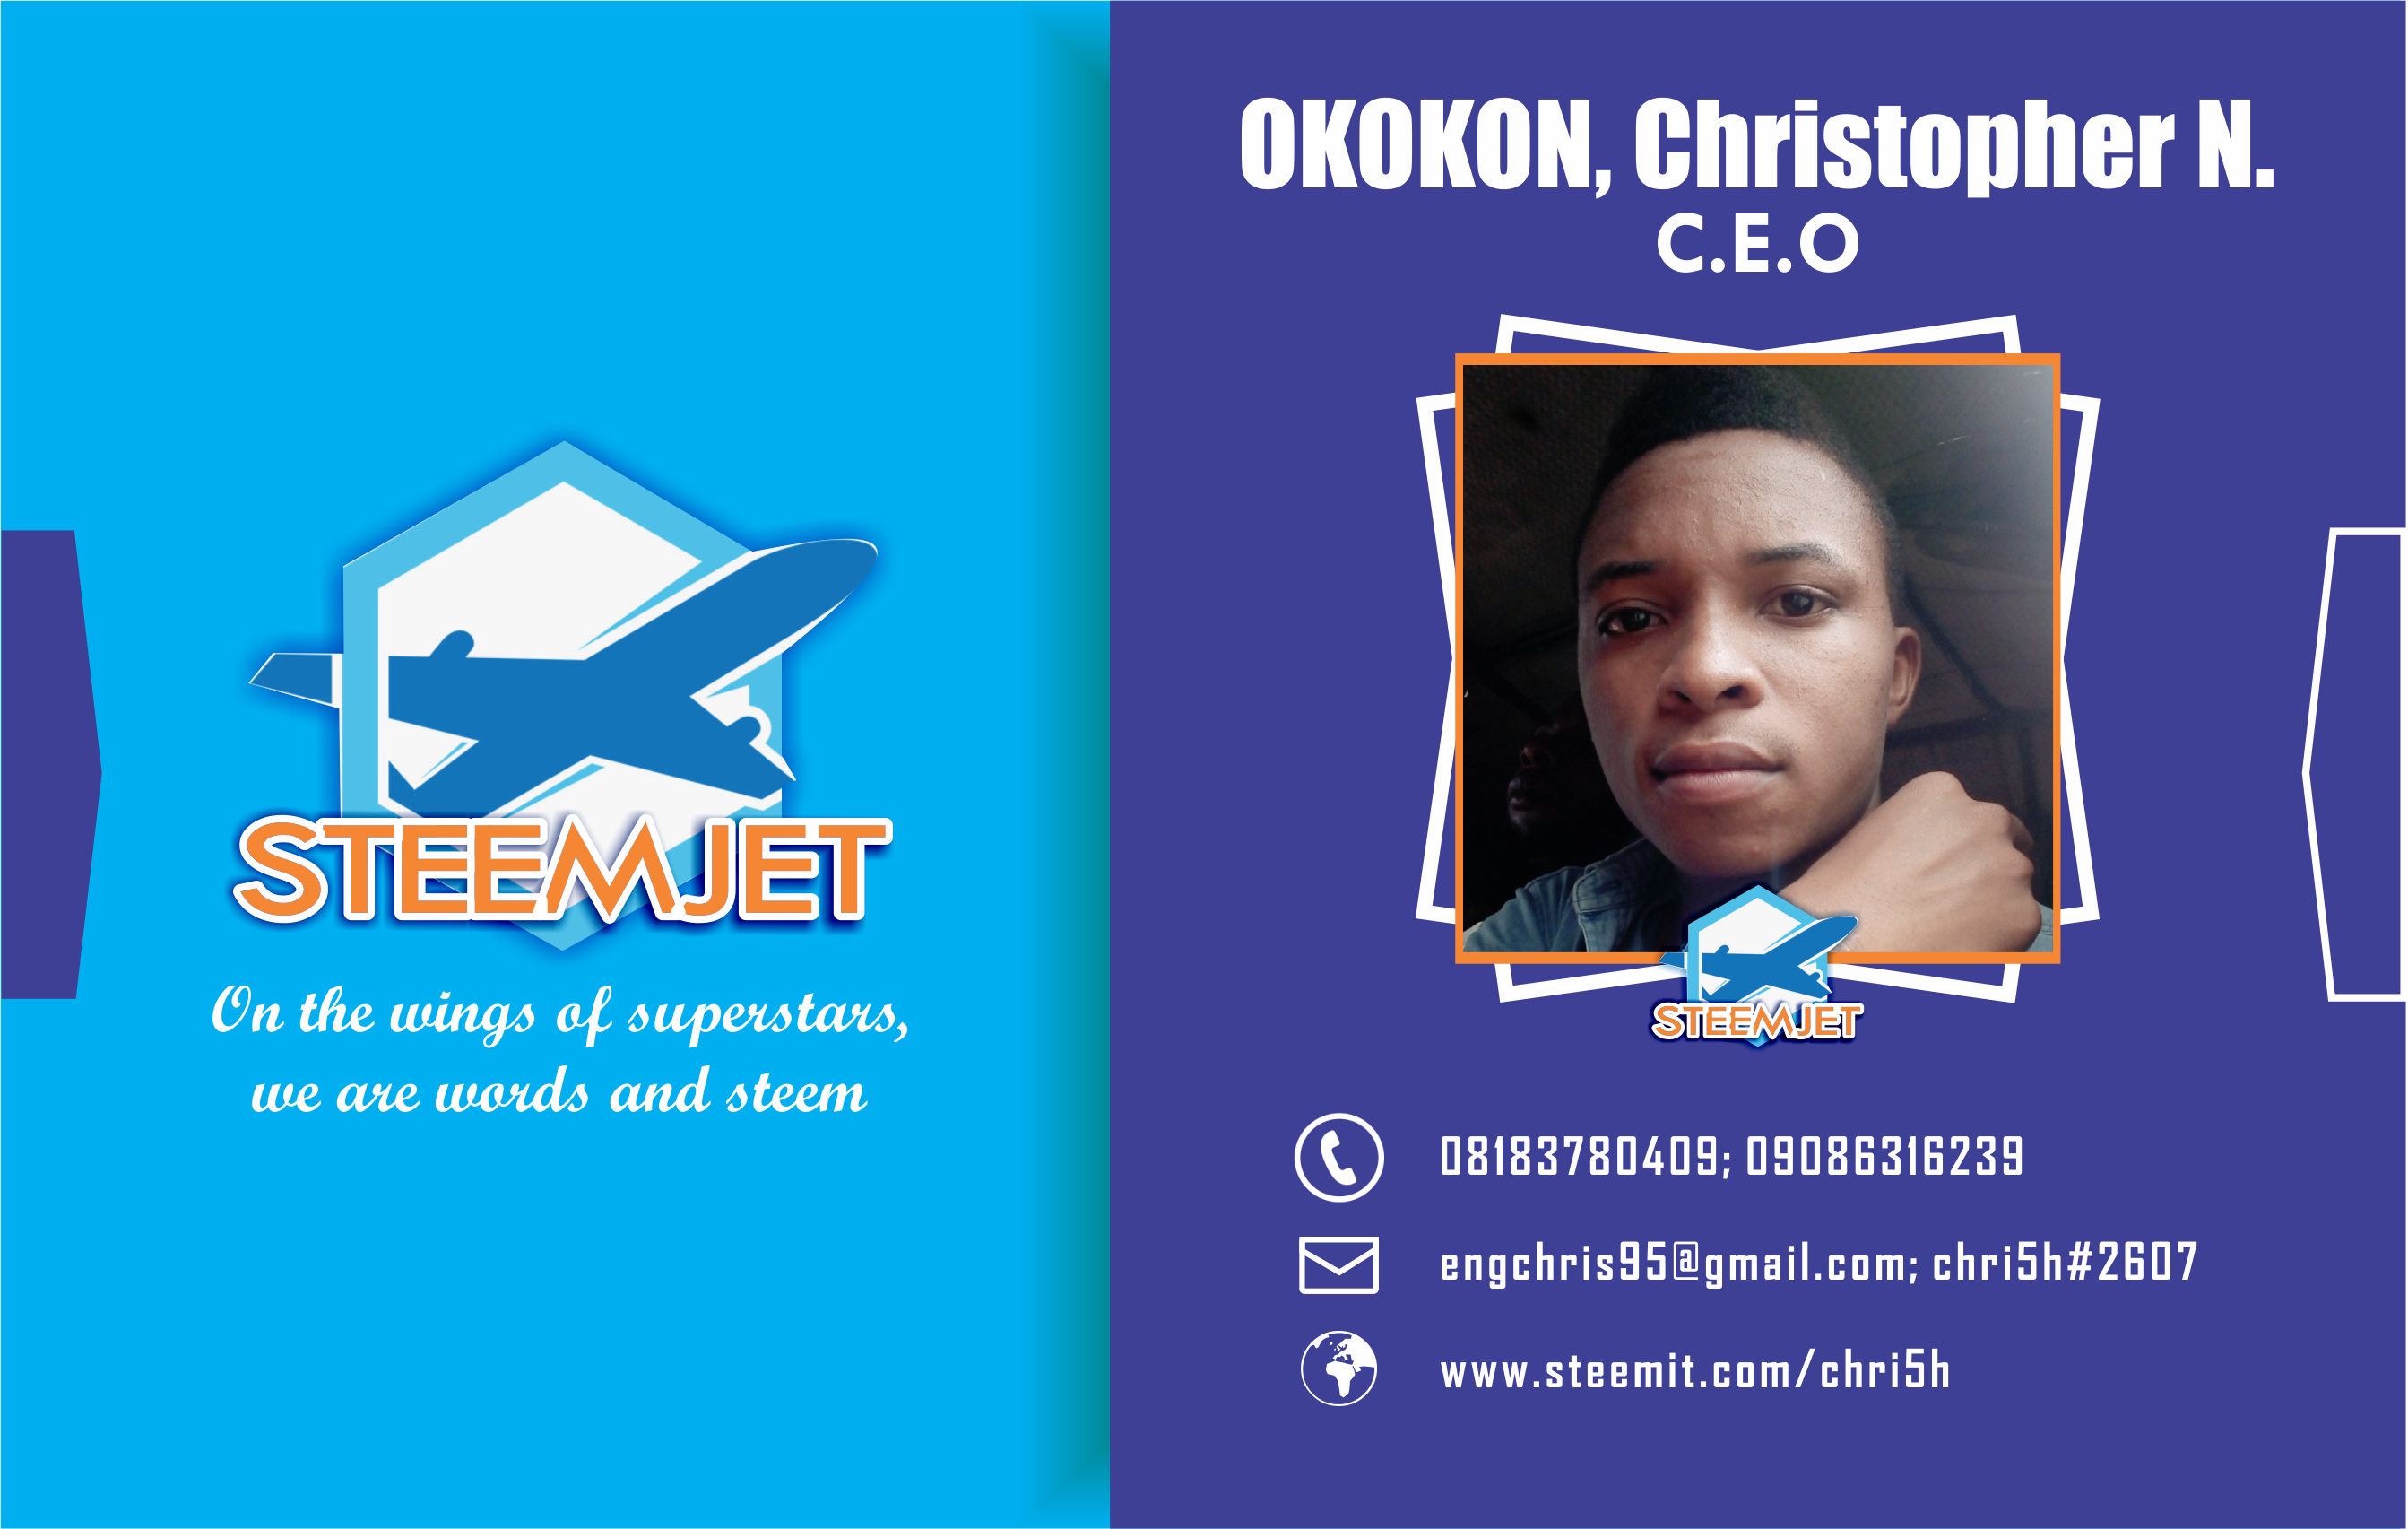 STEEMJET
On the wings of superstars,
we are words and steem
OKOKON, Christopher N.
C.E.O
STEEMJET
08183780409; 09086316239
engchris95@gmail.com; chri5h#2607
www.steemit.com/chri5h